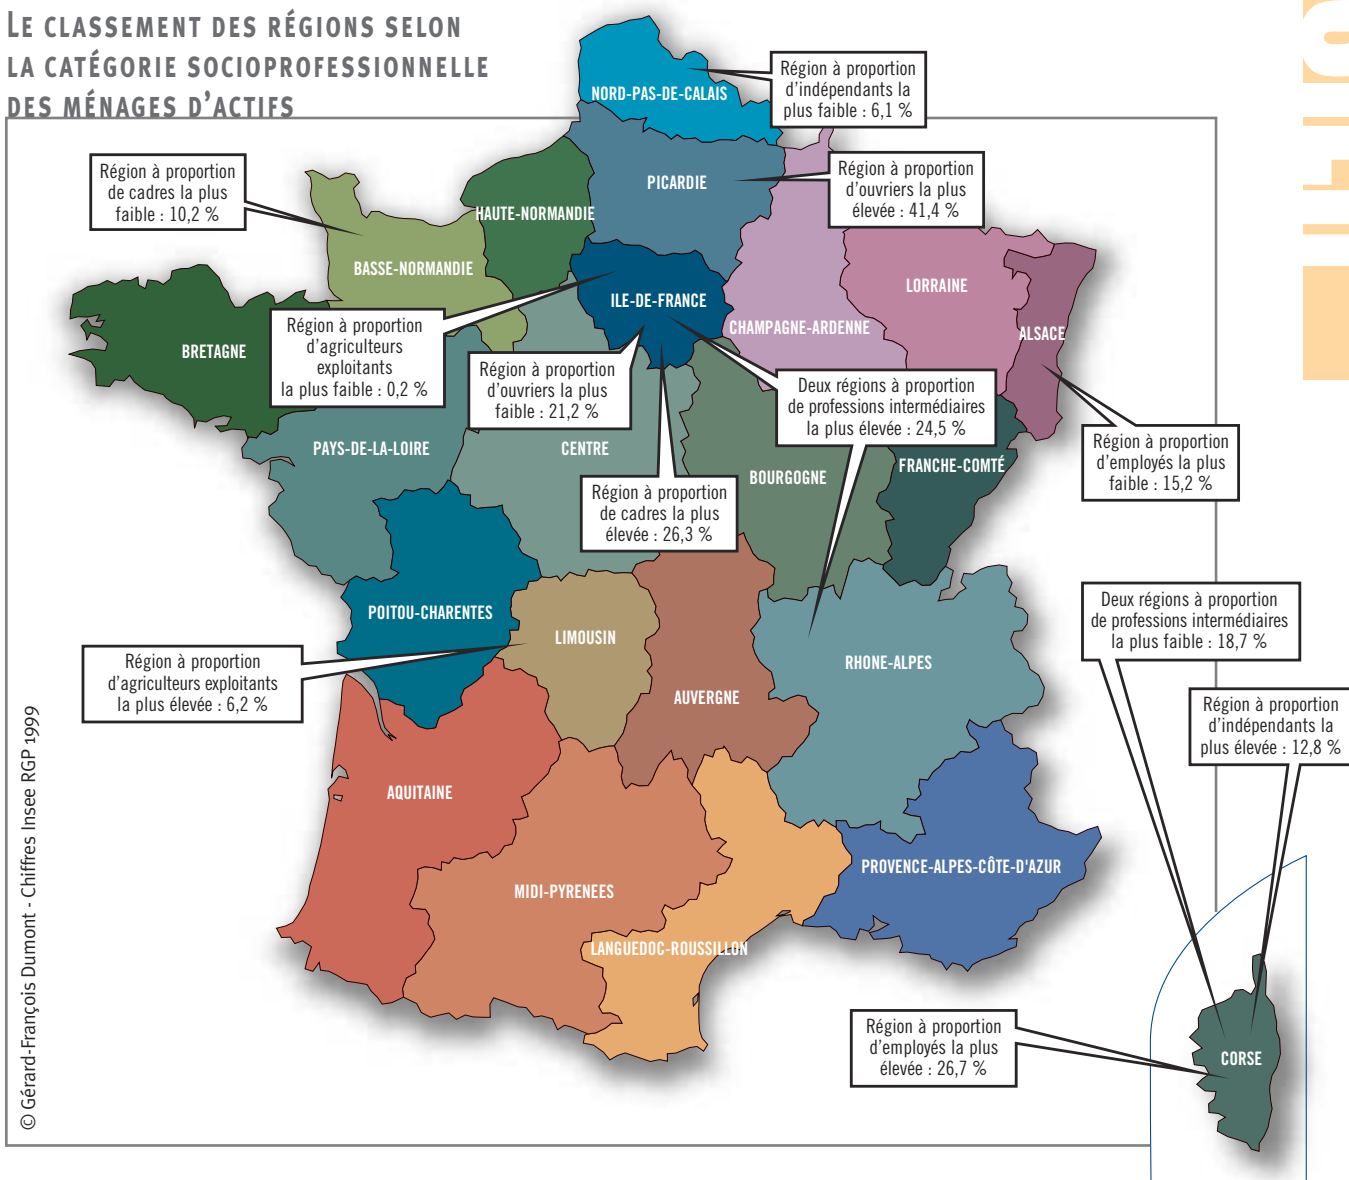 LE CLASSEMENT DES RÉGIONS SELON
LA CATÉGORIE SOCIOPROFESSIONNELLE
DES MÉNAGES D'ACTIFS
Région à proportion
d'indépendants la
plus faible : 6,1 %
NORD-PAS-DE-CALAIS
Région à proportion
de cadres la plus
faible : 10,2 %
Région à proportion
d'ouvriers la plus
élevée : 41,4 %
PICARDIE
HAUTE-NORMANDIE
BASSE-NORMANDIE
ILE-DE-FRANCE
LORRAINE
CHAMPAGNE-ARDENNE
ALSACE
BRETAGNE
Région à proportion
d'agriculteurs
exploitants
la plus faible : 0,2 %
Région à proportion
d'ouvriers la plus
faible : 21,2 %
Deux régions à proportion
de professions intermédiaires
la plus élevée : 24,5 %
Région à proportion
d'employés la plus
faible : 15,2 %
PAYS-DE-LA-LOIRE
CENTRE
BOURGOGNE
FRANCHE-COMTÉ
Région à proportion
de cadres la plus
élevée : 26,3 %
POITOU-CHARENTES
LIMOUSIN
RHONE-ALPES
AUVERGNE
Deux régions à proportion
de professions intermédiaires
la plus faible : 18,7 %
Région à proportion
d'agriculteurs exploitants
la plus élevée : 6,2 %
Région à proportion
d'indépendants la
plus élevée : 12,8 %
AQUITAINE
MIDI-PYRENEES
PROVENCE-ALPES-CÔTE-D'AZUR
LANGUEDOC-ROUSSILLON
Région à proportion
d'employés la plus
élevée : 26,7 %
CORSE
© Gérard-François Dumont - Chiffres Insee RGP 1999